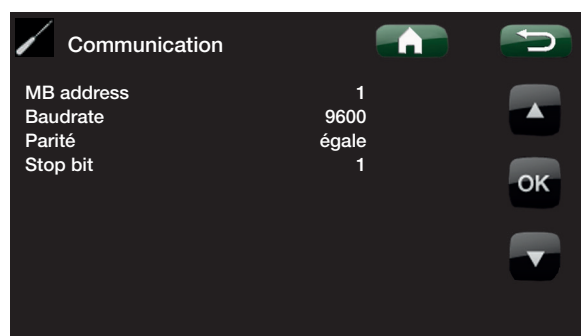 Communication
MB address 1
Baudrate 9600
Parité égale
Stop bit 1
OK